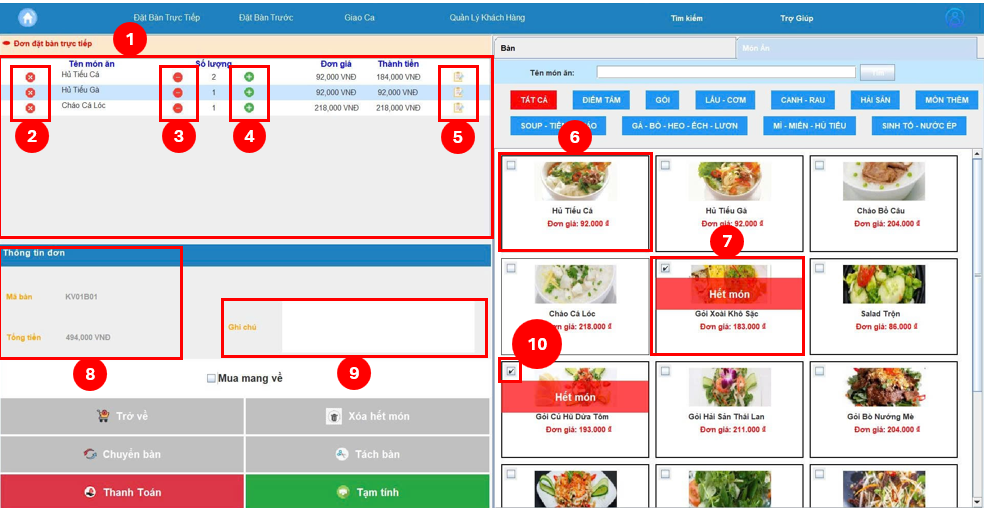 Đặt Bàn Trực Tiếp Đặt Bàn Trước Giao Ca Quản Lý Khách Hàng Tìm kiếm Trợ Giúp
Đơn đặt bàn trực tiếp
1
Tên món ăn Số lượng Đơn giá Thành tiền
Hủ Tiếu Cá 2 92,000 VNĐ 184,000 VNĐ
Hủ Tiếu Gà 1 92,000 VNĐ 92,000 VNĐ
Cháo Cá Lóc 1 218,000 VNĐ 218,000 VNĐ
2 3 4 5
Thông tin đơn
Mã bàn KV01B01
Tổng tiền 494,000 VNĐ
Ghi chú
8 9
Mua mang về
Trở về Xóa hết món
Chuyển bàn Tách bàn
Thanh Toán Tạm tính
Bàn Món Ăn
Tên món ăn:
TẤT CẢ ĐIỂM TÂM GỎI LẨU - CƠM CANH - RAU HẢI SẢN MÓN THÊM
SOUP - GÀ - BÒ - HEO - ẾCH - LƯƠN MÌ - MIẾN - HỦ TIẾU SINH TỐ - NƯỚC ÉP
6
Hủ Tiếu Cá Hủ Tiếu Gà Cháo Bồ Câu
Đơn giá: 92.000 đ Đơn giá: 92.000 đ Đơn giá: 204.000 đ
7
Hết món
Cháo Cá Lóc Gỏi Xoài Khô Sặc Salad Trộn
Đơn giá: 218.000 đ Đơn giá: 183.000 đ Đơn giá: 86.000 đ
10
Hết món
Gỏi Củ Hủ Dừa Tôm Gỏi Hải Sản Thái Lan Gỏi Bò Nướng Mè
Đơn giá: 193.000 đ Đơn giá: 211.000 đ Đơn giá: 204.000 đ